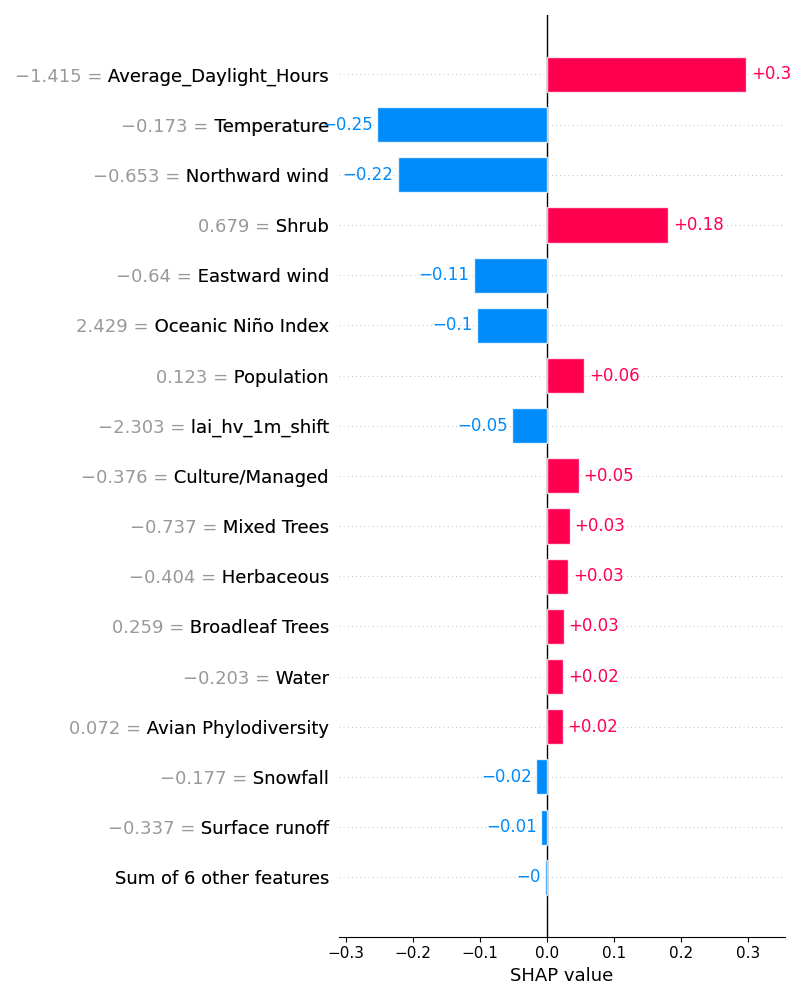 −1.415 = Average_Daylight_Hours +0.3
−0.173 = Temperature −0.25
−0.653 = Northward wind −0.22
0.679 = Shrub +0.18
−0.64 = Eastward wind −0.11
2.429 = Oceanic Niño Index −0.1
0.123 = Population +0.06
−2.303 = lai_hv_1m_shift −0.05
−0.376 = Culture/Managed +0.05
−0.737 = Mixed Trees +0.03
−0.404 = Herbaceous +0.03
0.259 = Broadleaf Trees +0.03
−0.203 = Water +0.02
0.072 = Avian Phylodiversity +0.02
−0.177 = Snowfall −0.02
−0.337 = Surface runoff −0.01
Sum of 6 other features −0
−0.3 −0.2 −0.1 0.0 0.1 0.2 0.3
SHAP value